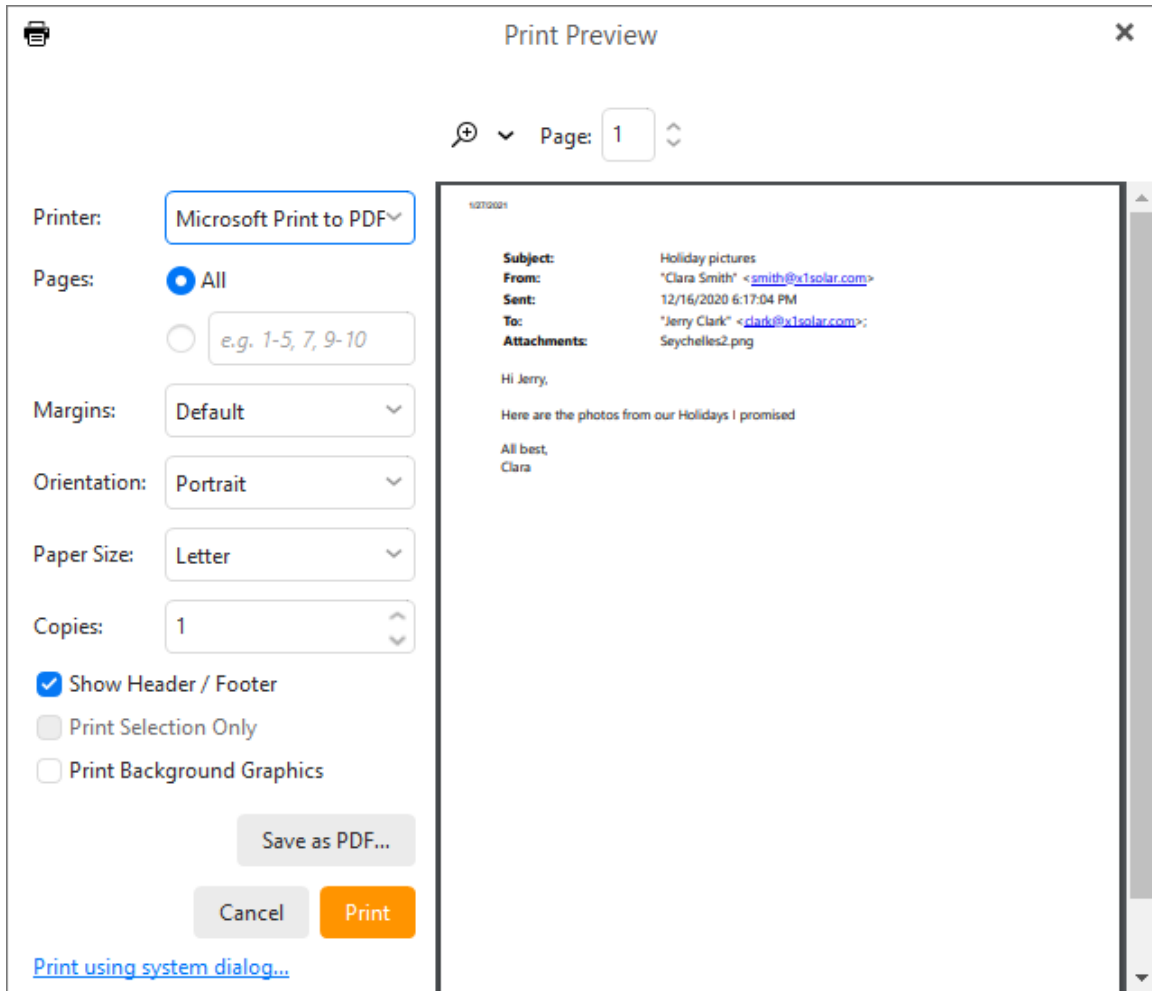 Print Preview
Page: 1
Printer: Microsoft Print to PDF
Pages: All
e.g. 1-5, 7, 9-10
Margins: Default
Orientation: Portrait
Paper Size: Letter
Copies: 1
Show Header / Footer
Print Selection Only
Print Background Graphics
Save as PDF...
Cancel Print
Print using system dialog...
1/27/2021
Subject: Holiday pictures
From: "Clara Smith" <smith@x1solar.com>
Sent: 12/16/2020 6:17:04 PM
To: "Jerry Clark" <clark@x1solar.com>;
Attachments: Seychelles2.png
Hi Jerry,
Here are the photos from our Holidays I promised
All best,
Clara